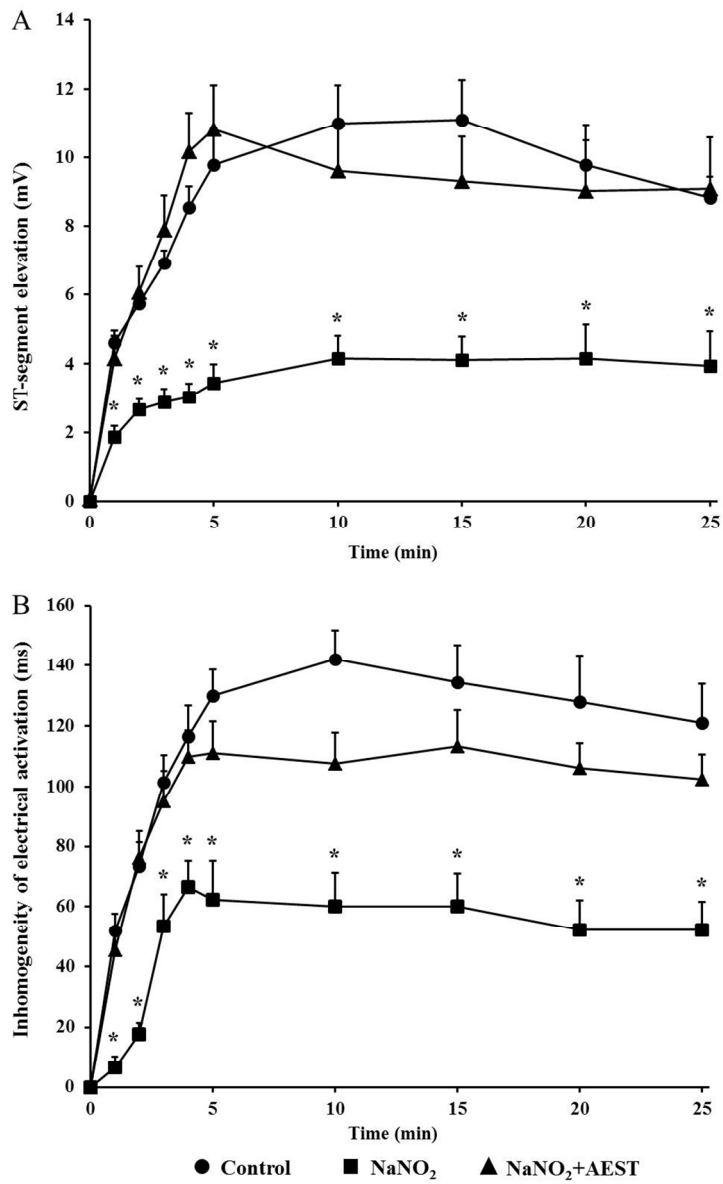 A
14
12
10
8
6
4
2
0
ST-segment elevation (mV)
* * * * * * * * *
0 5 10 15 20 25
Time (min)
B
160
140
120
100
80
60
40
20
0
Inhomogeneity of electrical activation (ms)
* * * * * * * * *
0 5 10 15 20 25
Time (min)
Control NaNO₂ NaNO₂+AEST